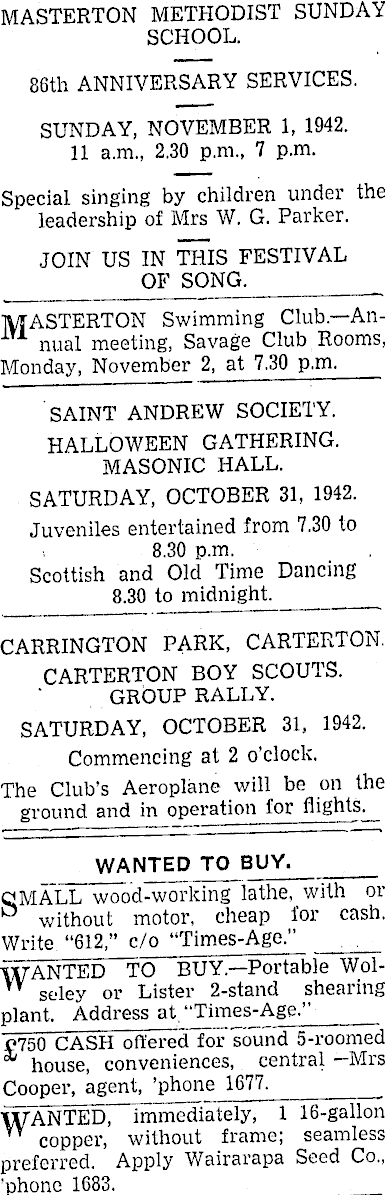 MASTERTON METHODIST SUNDAY
SCHOOL.
86th ANNIVERSARY SERVICES.
SUNDAY, NOVEMBER 1, 1942.
11 a.m., 2.30 p.m., 7 p.m.
Special singing by children under the
leadership of Mrs W. G. Parker.
JOIN US IN THIS FESTIVAL
OF SONG.
MASTERTON Swimming Club.—An-
nual meeting, Savage Club Rooms,
Monday, November 2, at 7.30 p.m.
SAINT ANDREW SOCIETY.
HALLOWEEN GATHERING.
MASONIC HALL.
SATURDAY, OCTOBER 31, 1942.
Juveniles entertained from 7.30 to
8.30 p.m.
Scottish and Old Time Dancing
8.30 to midnight.
CARRINGTON PARK, CARTERTON.
CARTERTON BOY SCOUTS.
GROUP RALLY.
SATURDAY, OCTOBER 31, 1942.
Commencing at 2 o'clock.
The Club's Aeroplane will be on the
ground and in operation for flights.
WANTED TO BUY.
SMALL wood-working lathe, with or
without motor, cheap for cash.
Write "612," c/o "Times-Age."
WANTED TO BUY.—Portable Wol-
seley or Lister 2-stand shearing
plant. Address at "Times-Age."
£750 CASH offered for sound 5-roomed
house, conveniences, central —Mrs
Cooper, agent, 'phone 1677.
WANTED, immediately, 1 16-gallon
copper, without frame; seamless
preferred. Apply Wairarapa Seed Co.,
'phone 1683.